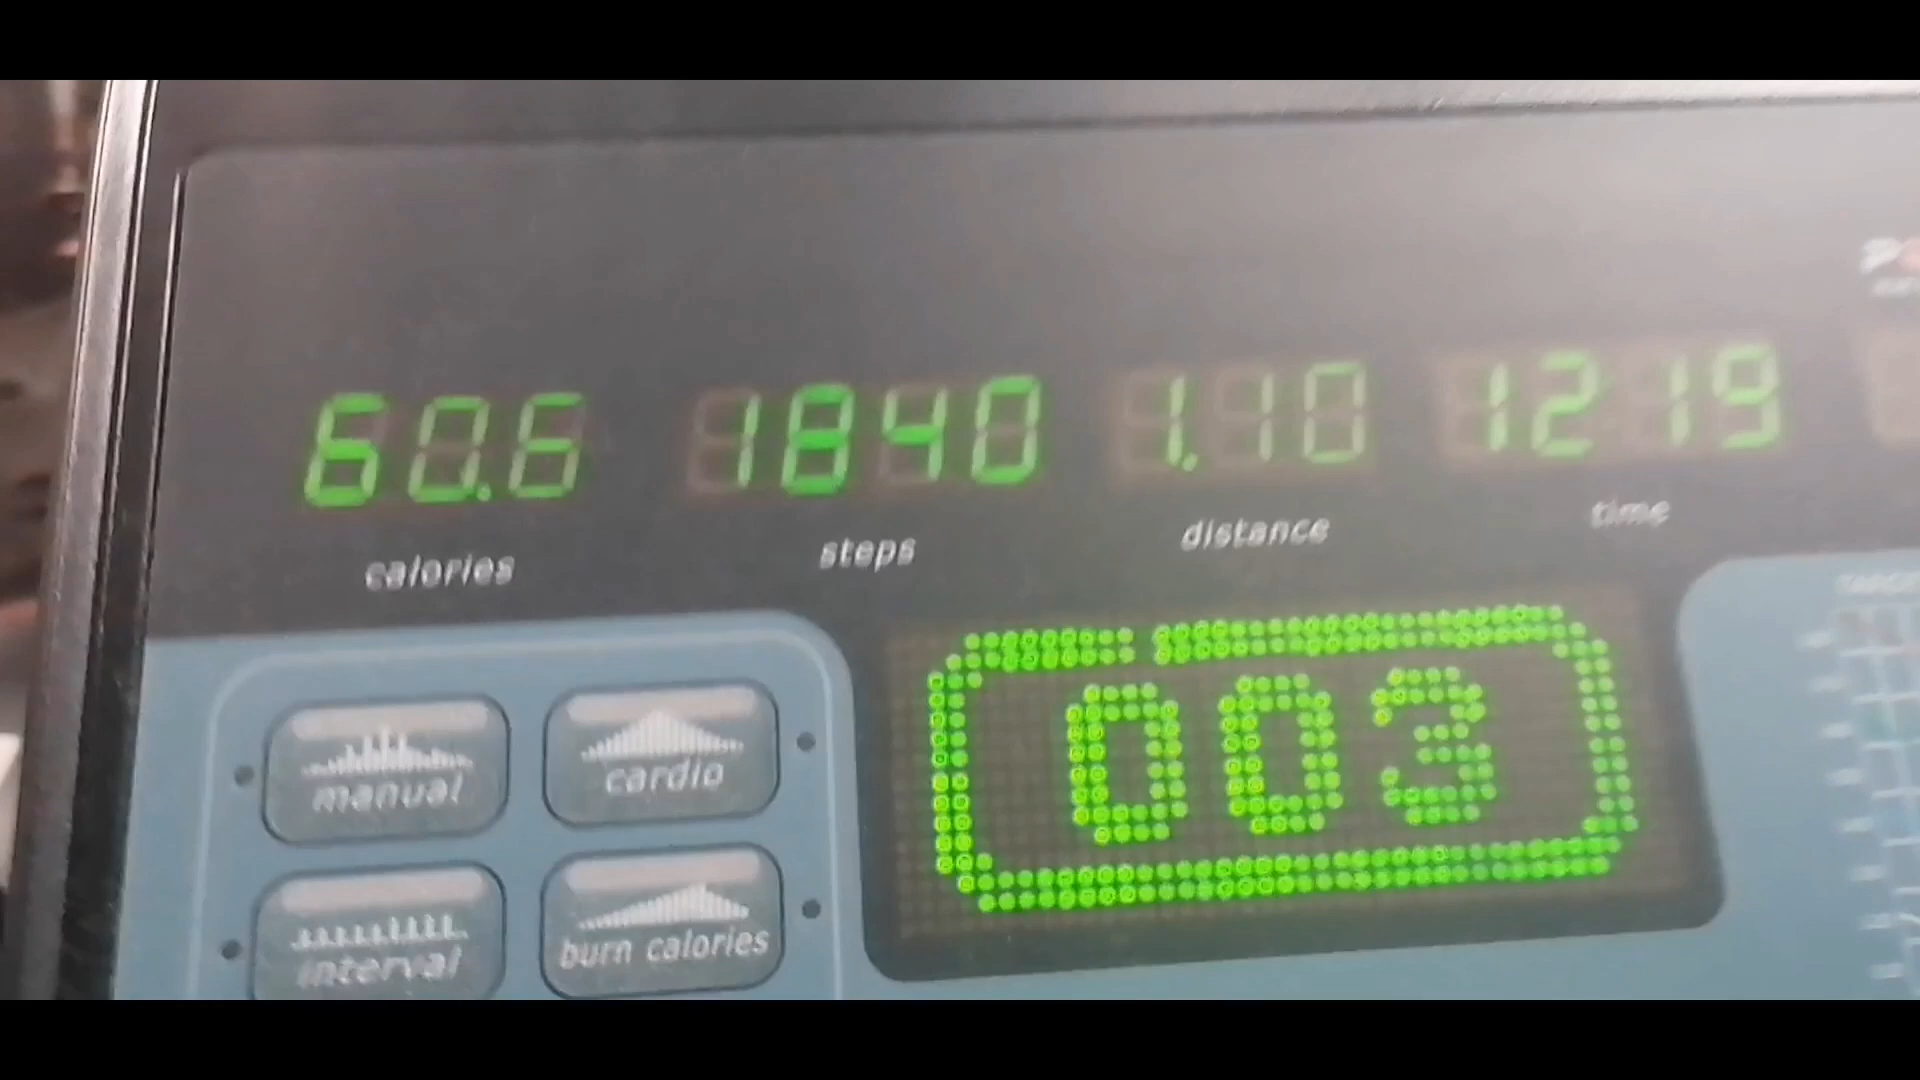 60.6 1840 1.10 12 19
calories steps distance time
003
manual cardio
interval burn calories